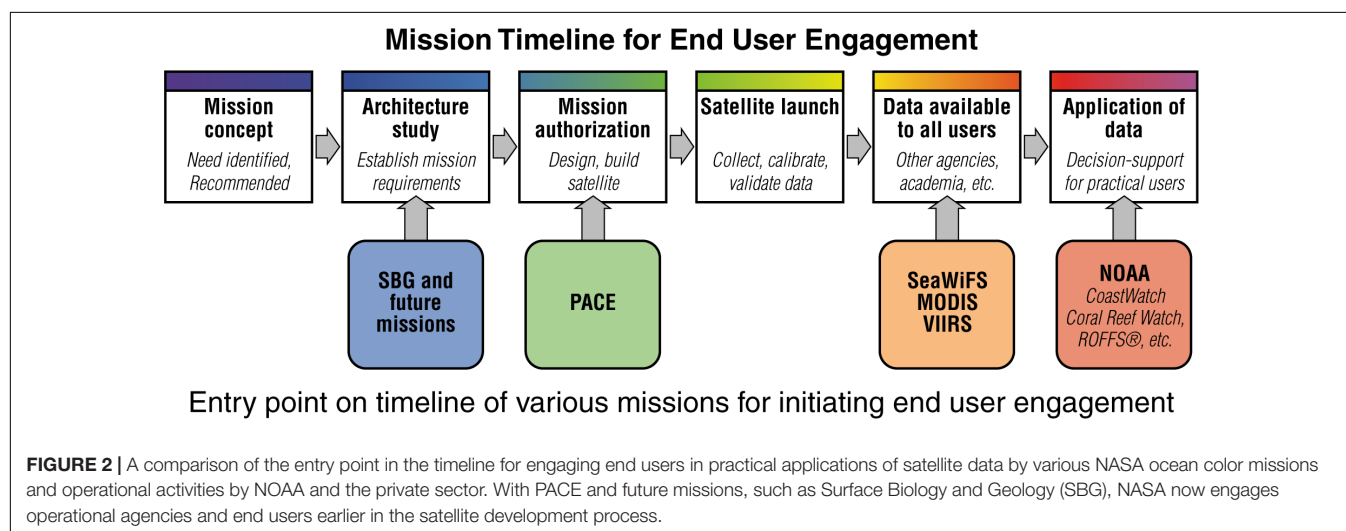 Mission Timeline for End User Engagement
Mission
concept
Need identified,
Recommended
Architecture
study
Establish mission
requirements
Mission
authorization
Design, build
satellite
Satellite launch
Collect, calibrate,
validate data
Data available
to all users
Other agencies,
academia, etc.
Application of
data
Decision-support
for practical users
SBG and
future
missions
PACE
SeaWiFS
MODIS
VIIRS
NOAA
CoastWatch
Coral Reef Watch,
ROFFS®, etc.
Entry point on timeline of various missions for initiating end user engagement
FIGURE 2 | A comparison of the entry point in the timeline for engaging end users in practical applications of satellite data by various NASA ocean color missions
and operational activities by NOAA and the private sector. With PACE and future missions, such as Surface Biology and Geology (SBG), NASA now engages
operational agencies and end users earlier in the satellite development process.